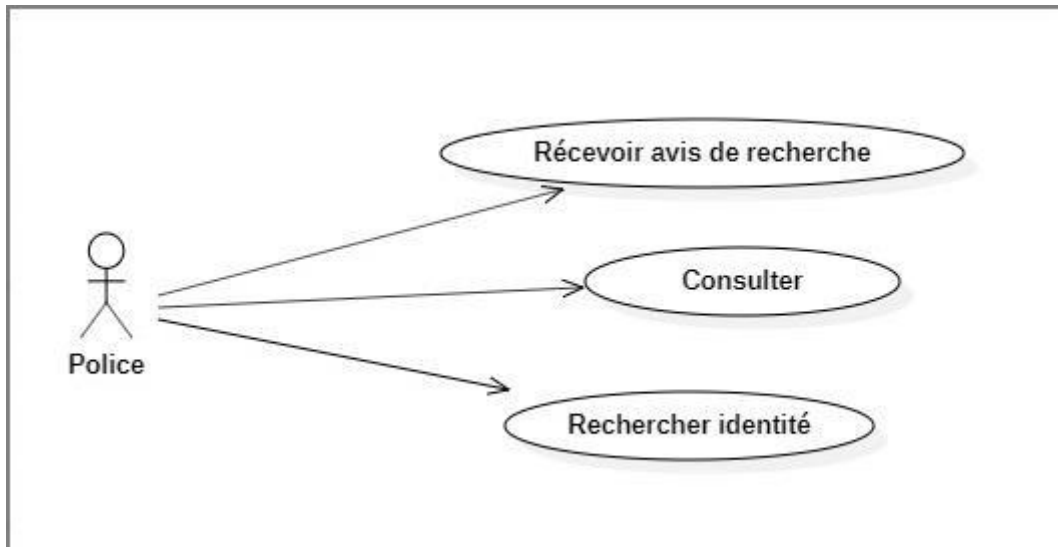 Récevoir avis de recherche
Consulter
Police
Rechercher identité